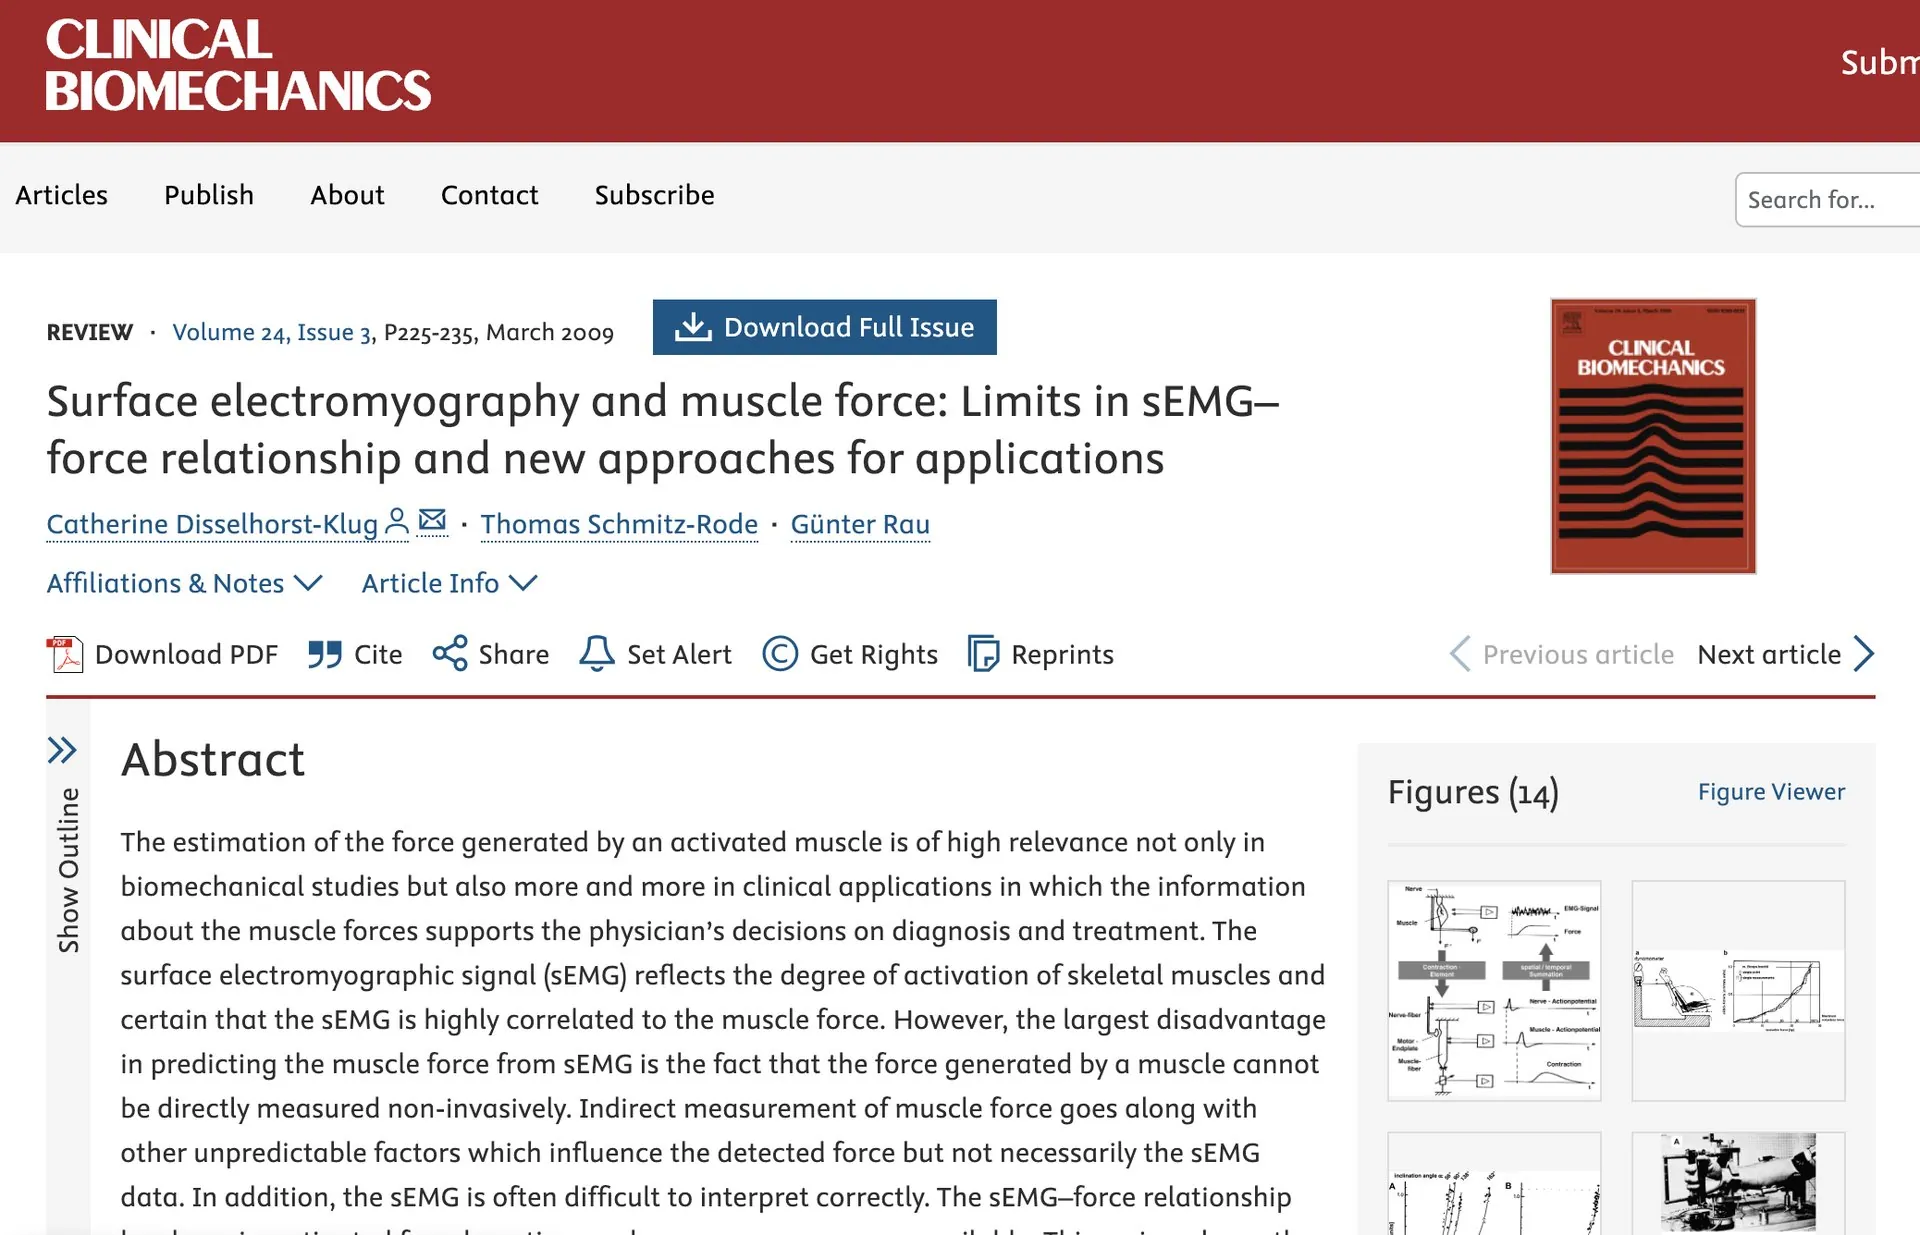 CLINICAL
BIOMECHANICS
Subm
Articles Publish About Contact Subscribe
Search for...
REVIEW · Volume 24, Issue 3, P225-235, March 2009
Download Full Issue
Surface electromyography and muscle force: Limits in sEMG–
force relationship and new approaches for applications
Catherine Disselhorst-Klug · Thomas Schmitz-Rode · Günter Rau
Affiliations & Notes Article Info
Download PDF Cite Share Set Alert Get Rights Reprints
Previous article Next article
CLINICAL
BIOMECHANICS
Show Outline
Abstract
The estimation of the force generated by an activated muscle is of high relevance not only in
biomechanical studies but also more and more in clinical applications in which the information
about the muscle forces supports the physician’s decisions on diagnosis and treatment. The
surface electromyographic signal (sEMG) reflects the degree of activation of skeletal muscles and
certain that the sEMG is highly correlated to the muscle force. However, the largest disadvantage
in predicting the muscle force from sEMG is the fact that the force generated by a muscle cannot
be directly measured non-invasively. Indirect measurement of muscle force goes along with
other unpredictable factors which influence the detected force but not necessarily the sEMG
data. In addition, the sEMG is often difficult to interpret correctly. The sEMG–force relationship
Figures (14)
Figure Viewer
Nerve
Muscle
EMG-Signal
Force
Contraction -
Element
spatial / temporal
Summation
Nerve - Actionpotential
Nerve-fiber
Muscle - Actionpotential
Motor -
Endplate
Muscle-
fiber
Contraction
a
dynamometer
b
inclination angle
A
B
A